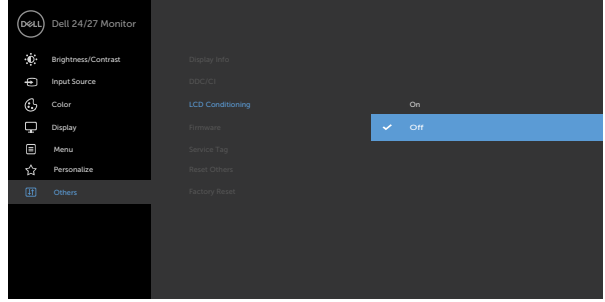 DELL
Dell 24/27 Monitor
Brightness/Contrast
Input Source
Color
Display
Menu
Personalize
Others
Display Info
DDC/CI
LCD Conditioning
Firmware
Service Tag
Reset Others
Factory Reset
On
Off